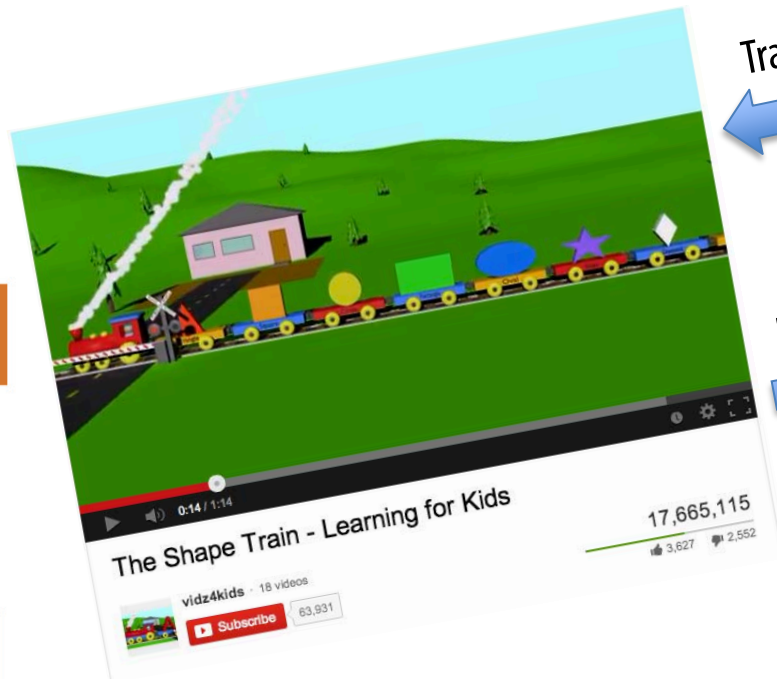 Tra
0:14 / 1:14
The Shape Train - Learning for Kids
17,665,115
vidz4kids · 18 videos
3,627 2,552
Subscribe 63,931